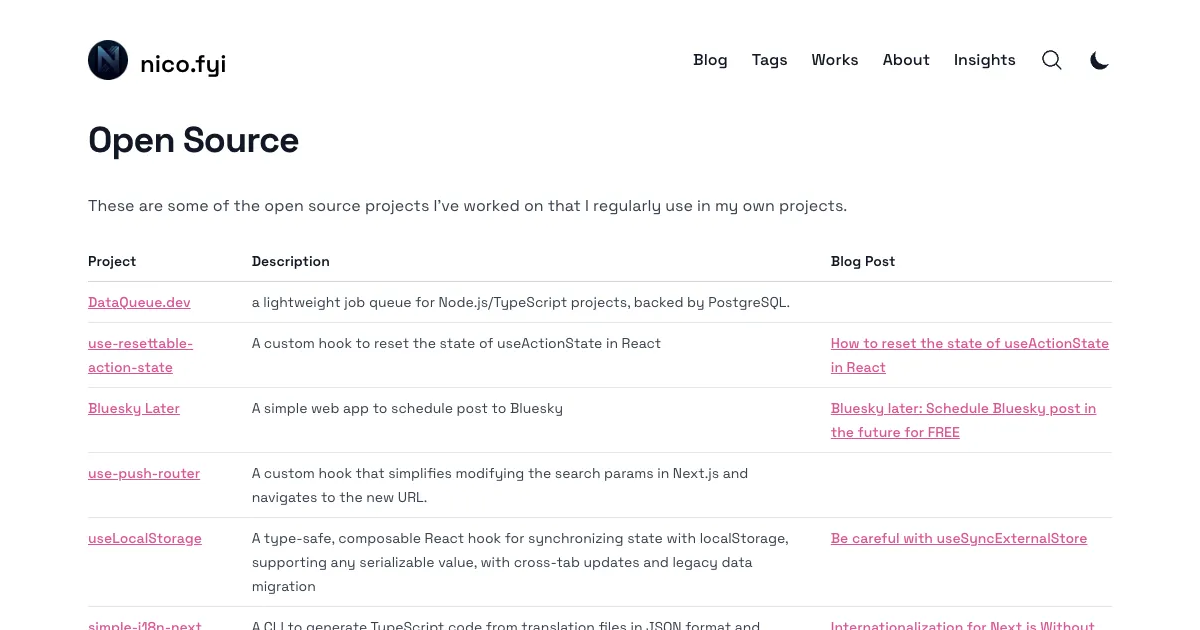 nico.fyi
Blog Tags Works About Insights
Open Source
These are some of the open source projects I've worked on that I regularly use in my own projects.
Project Description Blog Post
DataQueue.dev a lightweight job queue for Node.js/TypeScript projects, backed by PostgreSQL.
use-resettable- A custom hook to reset the state of useActionState in React How to reset the state of useActionState
action-state in React
Bluesky Later A simple web app to schedule post to Bluesky Bluesky later: Schedule Bluesky post in
the future for FREE
use-push-router A custom hook that simplifies modifying the search params in Next.js and
navigates to the new URL.
useLocalStorage A type-safe, composable React hook for synchronizing state with localStorage, Be careful with useSyncExternalStore
supporting any serializable value, with cross-tab updates and legacy data
migration
simple-i18n-next A CLI to generate TypeScript code from translation files in JSON format and Internationalization for Next is Without